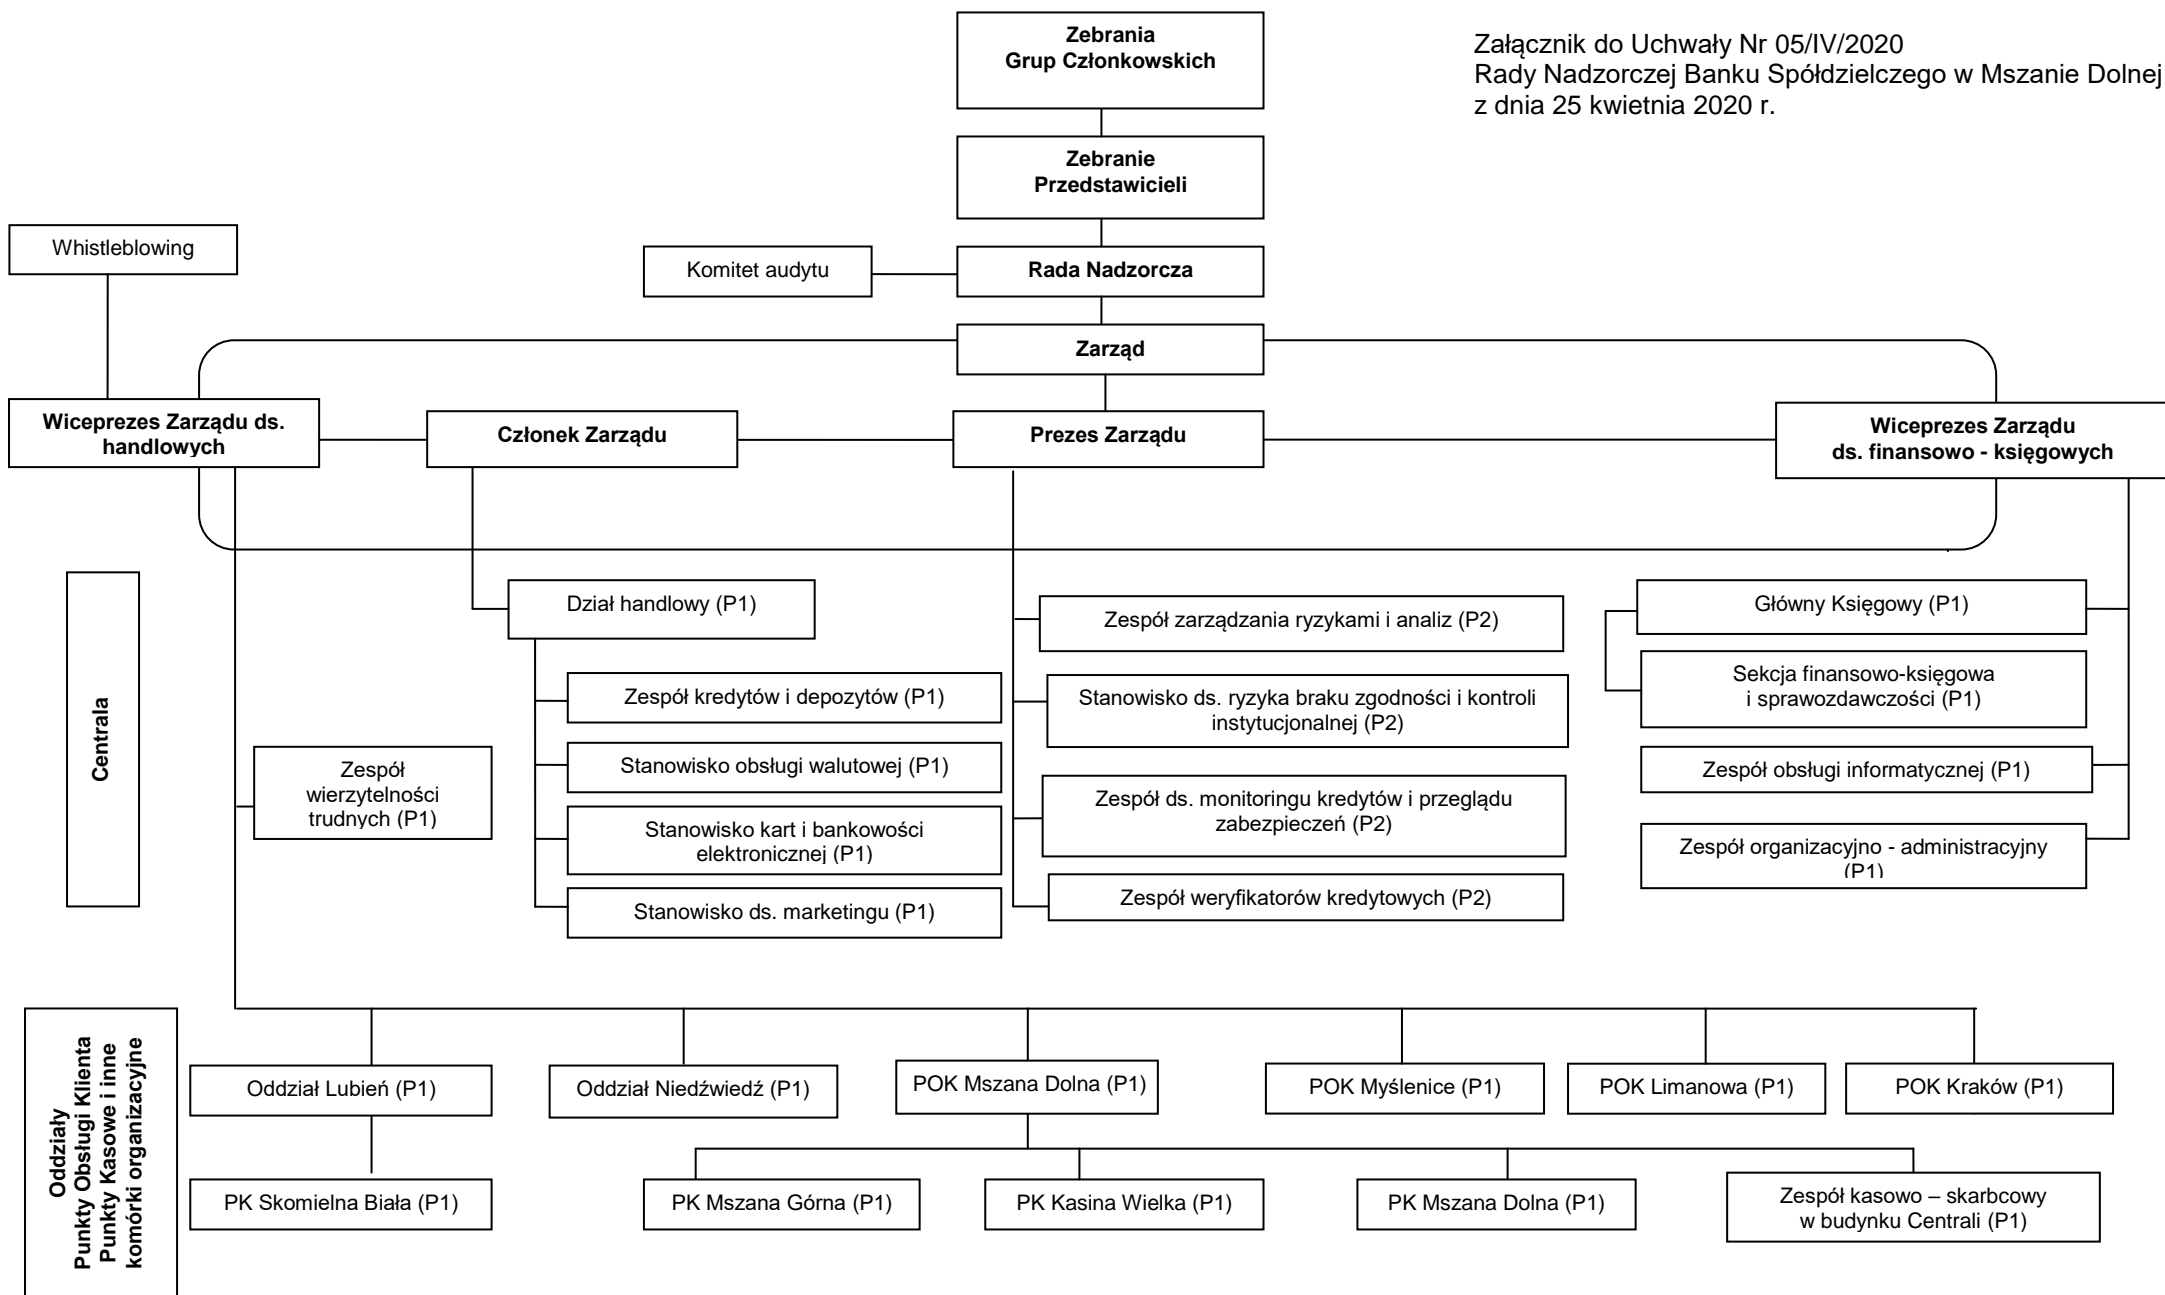 Zebrania
Grup Członkowskich
Załącznik do Uchwały Nr 05/IV/2020
Rady Nadzorczej Banku Spółdzielczego w Mszanie Dolnej
z dnia 25 kwietnia 2020 r.
Zebranie
Przedstawicieli
Whistleblowing
Komitet audytu
Rada Nadzorcza
Zarząd
Wiceprezes Zarządu ds.
handlowych
Członek Zarządu
Prezes Zarządu
Wiceprezes Zarządu
ds. finansowo - księgowych
Centrala
Zespół
wierzytelności
trudnych (P1)
Dział handlowy (P1)
Zespół kredytów i depozytów (P1)
Stanowisko obsługi walutowej (P1)
Stanowisko kart i bankowości
elektronicznej (P1)
Stanowisko ds. marketingu (P1)
Zespół zarządzania ryzykami i analiz (P2)
Stanowisko ds. ryzyka braku zgodności i kontroli
instytucjonalnej (P2)
Zespół ds. monitoringu kredytów i przeglądu
zabezpieczeń (P2)
Zespół weryfikatorów kredytowych (P2)
Główny Księgowy (P1)
Sekcja finansowo-księgowa
i sprawozdawczości (P1)
Zespół obsługi informatycznej (P1)
Zespół organizacyjno - administracyjny
(P1)
Oddziały
Punkty Obsługi Klienta
Punkty Kasowe i inne
komórki organizacyjne
Oddział Lubień (P1)
Oddział Niedźwiedź (P1)
POK Mszana Dolna (P1)
POK Myślenice (P1)
POK Limanowa (P1)
POK Kraków (P1)
PK Skomielna Biała (P1)
PK Mszana Górna (P1)
PK Kasina Wielka (P1)
PK Mszana Dolna (P1)
Zespół kasowo – skarbcowy
w budynku Centrali (P1)